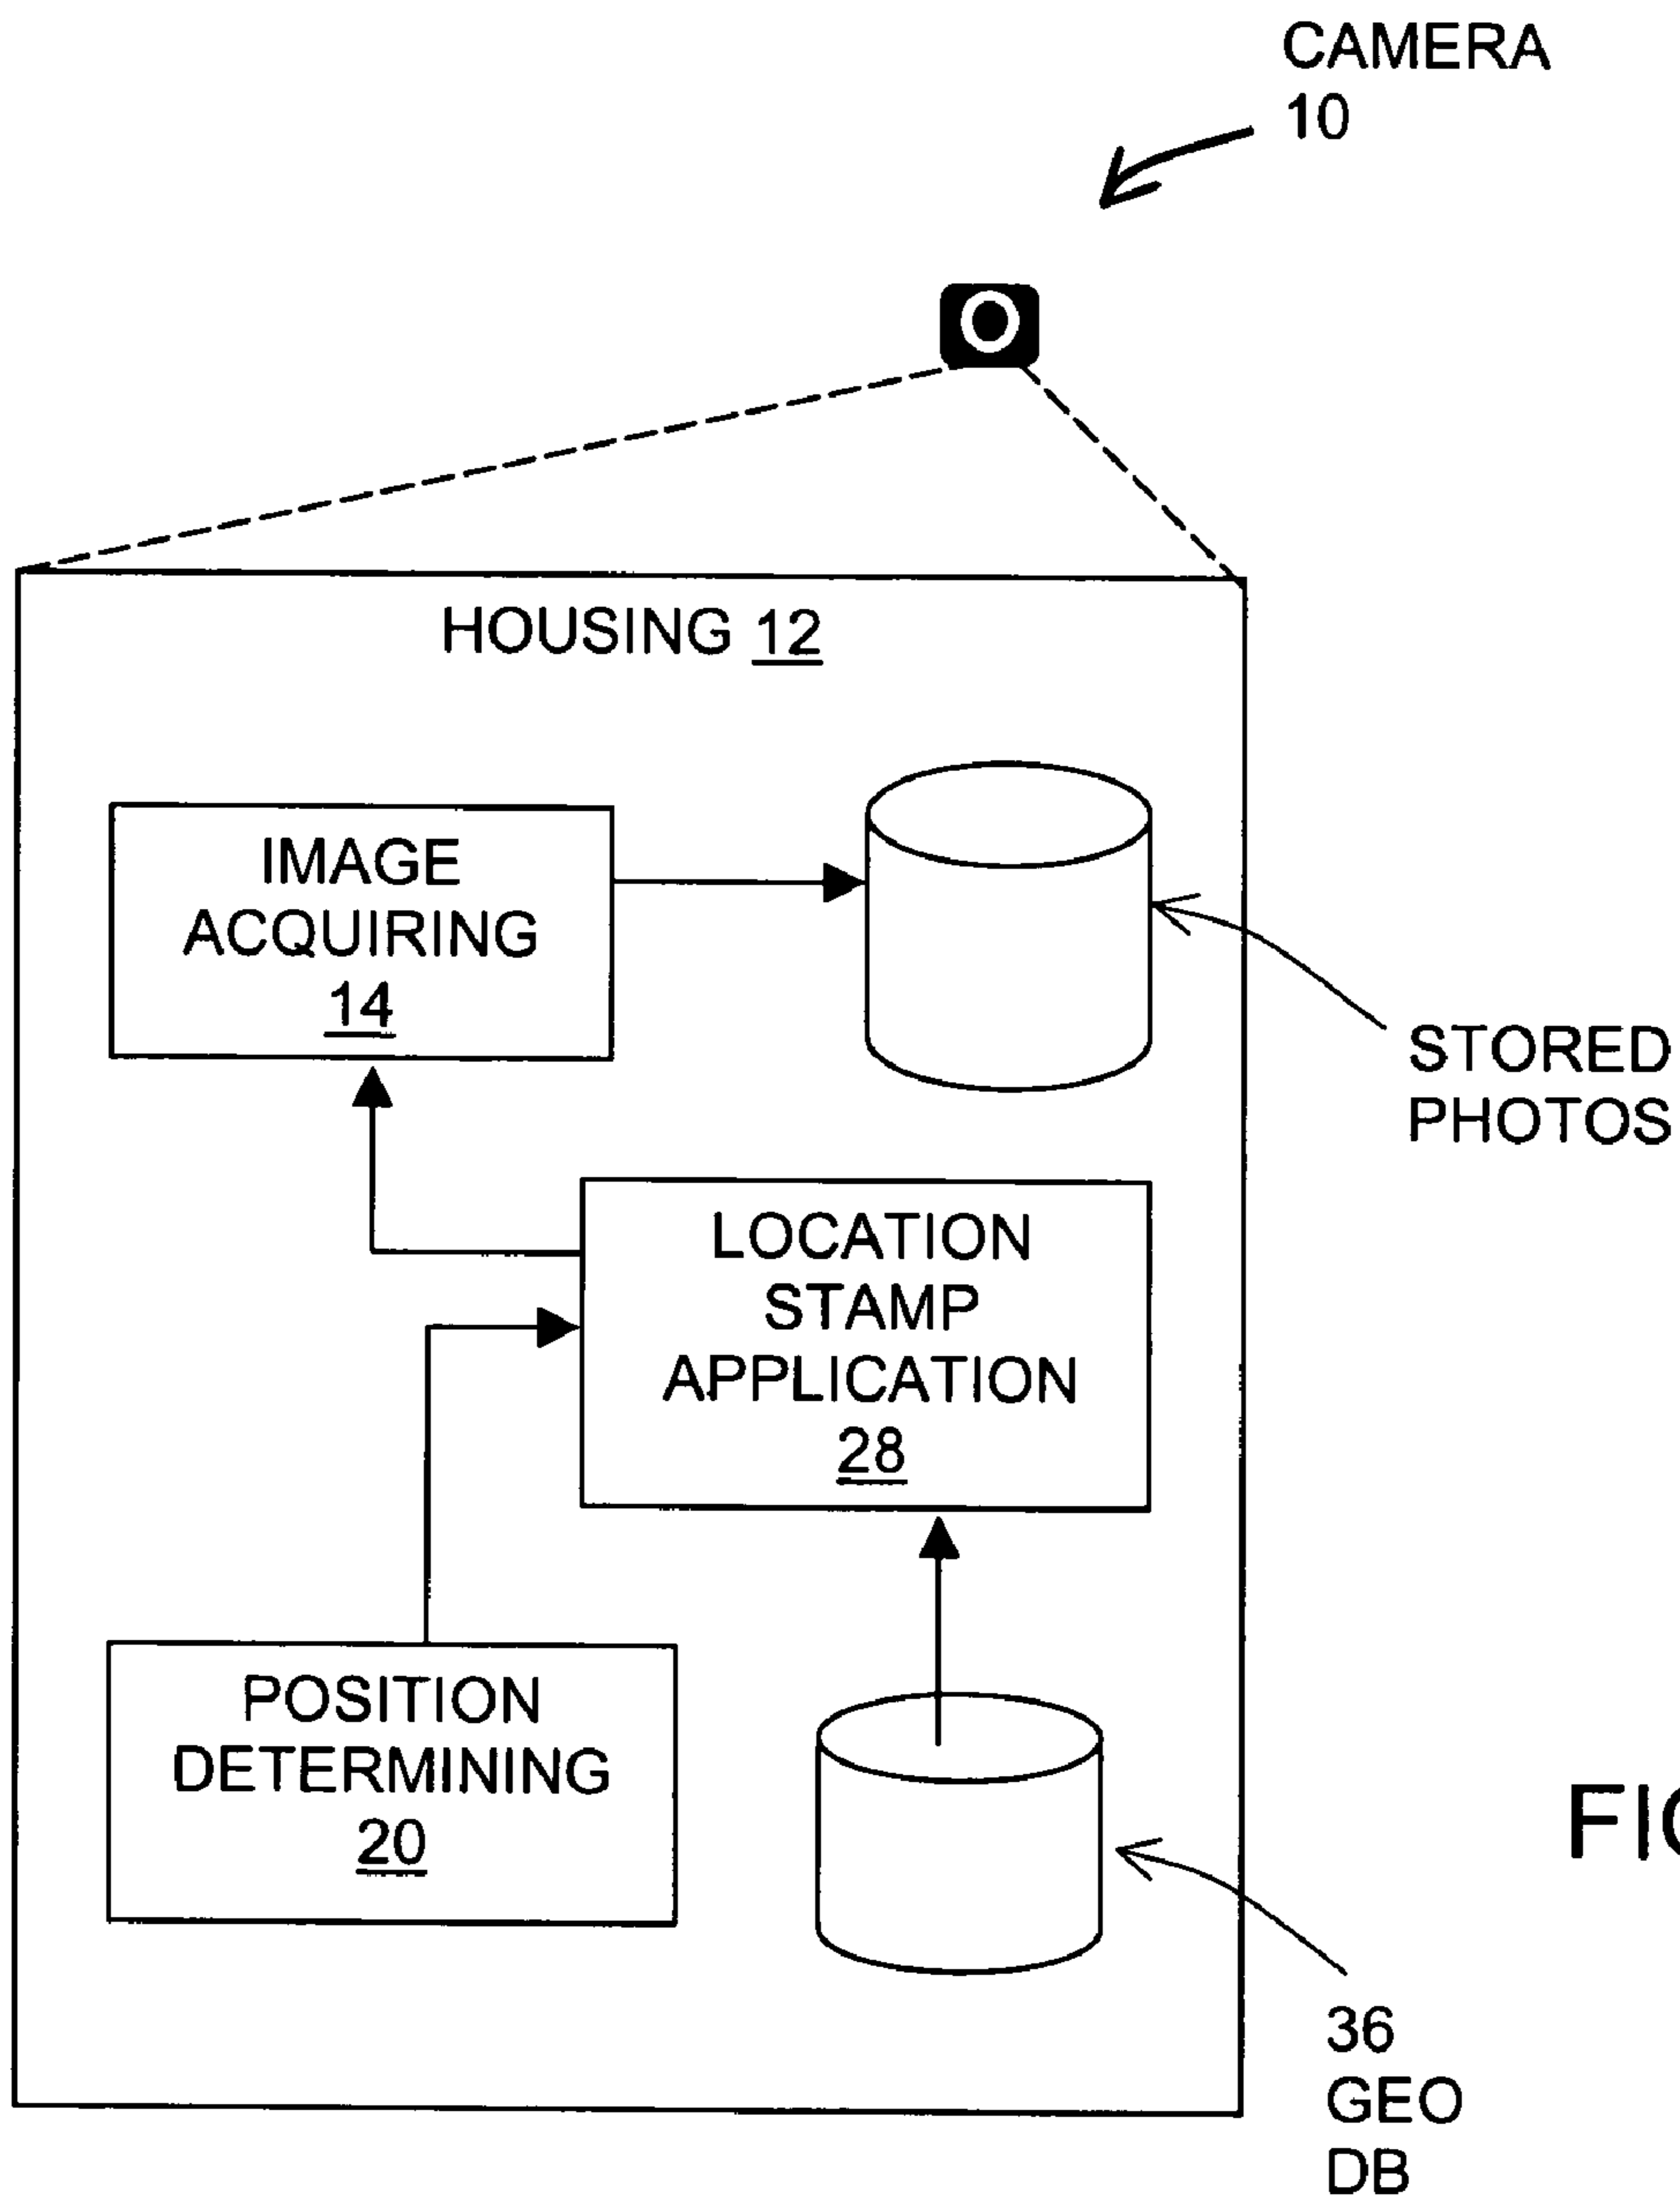 CAMERA
10
HOUSING 12
IMAGE
ACQUIRING
14
STORED
PHOTOS
LOCATION
STAMP
APPLICATION
28
POSITION
DETERMINING
20
36
GEO
DB